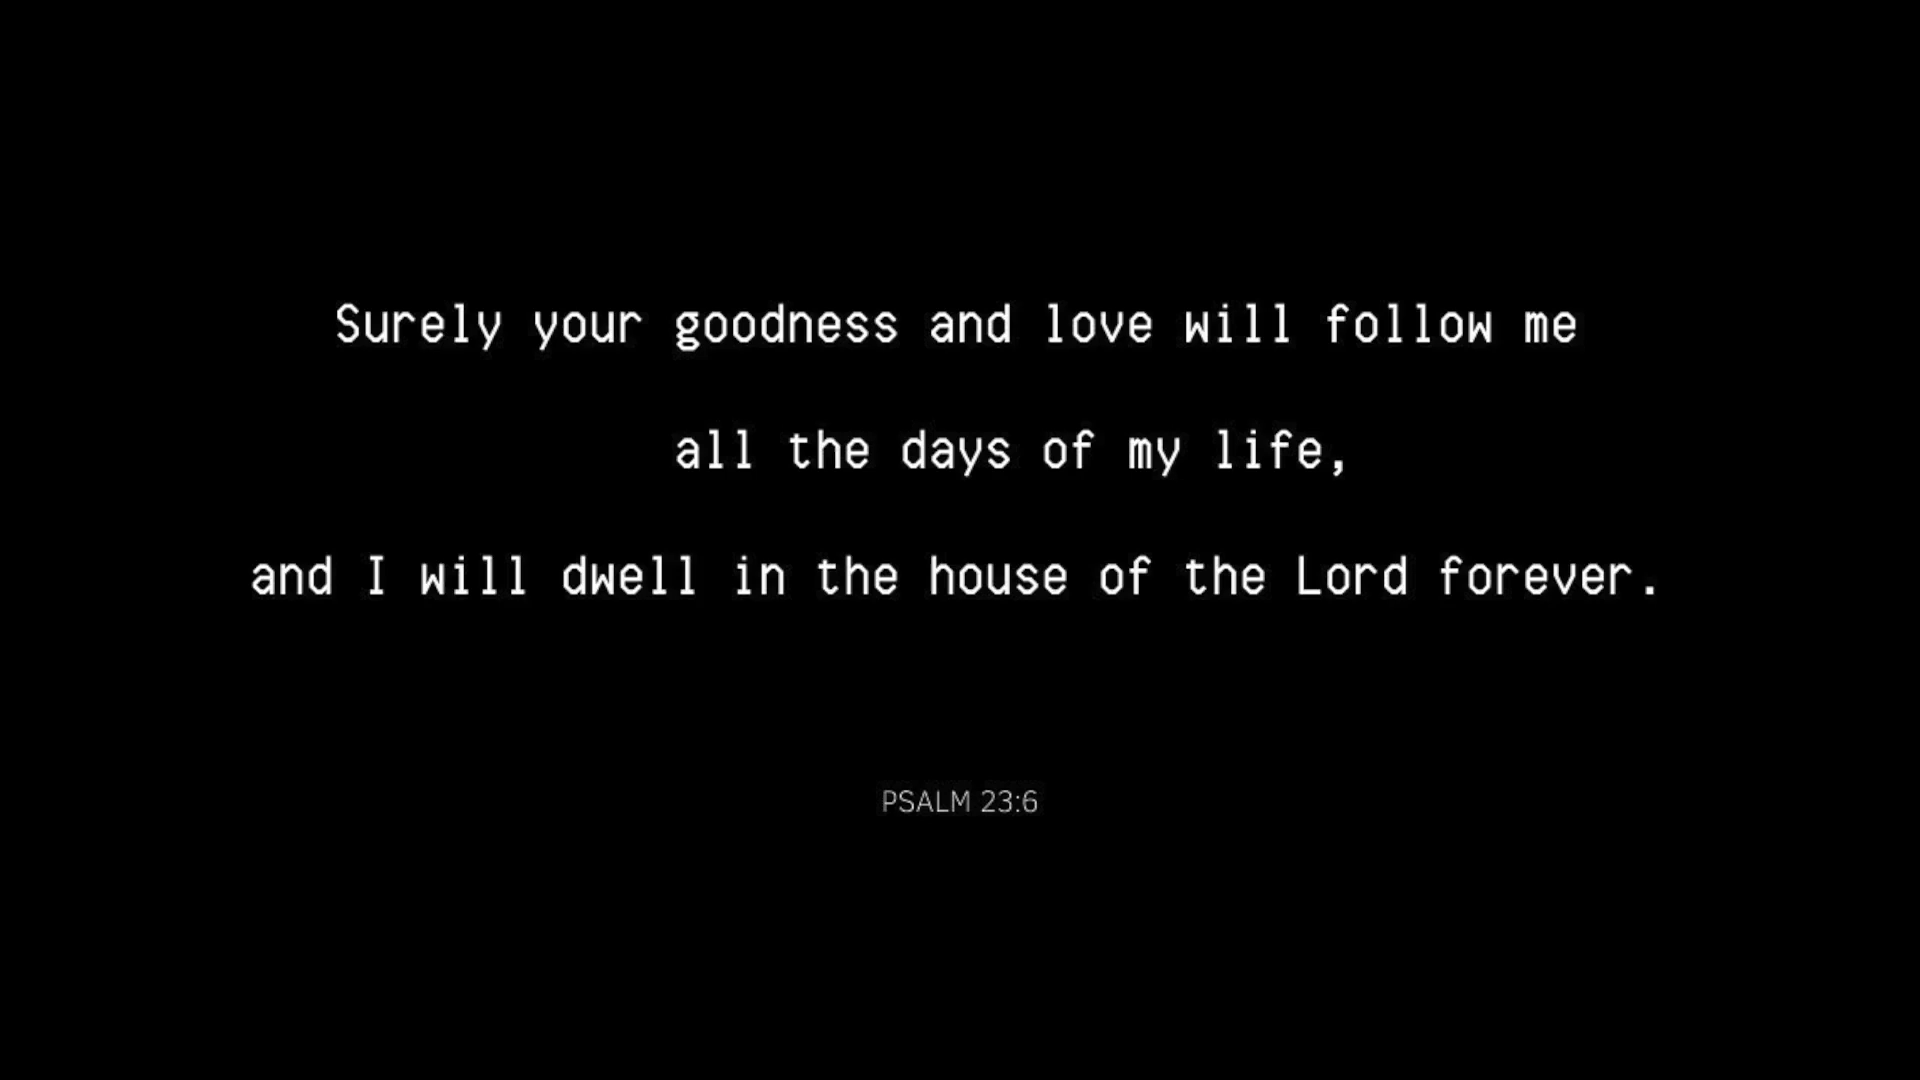 Surely your goodness and love will follow me
all the days of my life,
and I will dwell in the house of the Lord forever.
PSALM 23:6